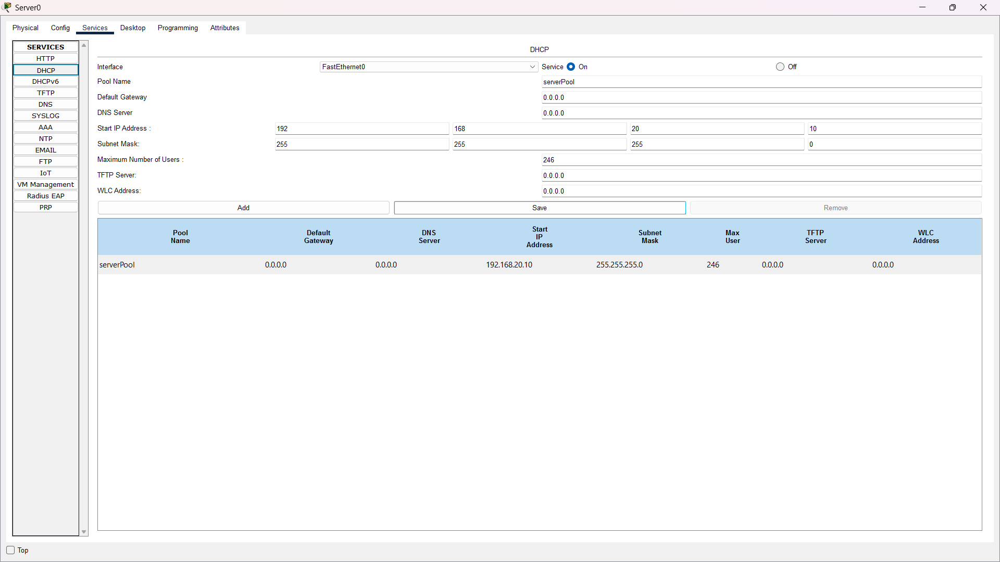 Server0
Physical Config Services Desktop Programming Attributes
SERVICES
HTTP
DHCP
DHCPv6
TFTP
DNS
SYSLOG
AAA
NTP
EMAIL
FTP
IoT
VM Management
Radius EAP
PRP
DHCP
Interface FastEthernet0 Service On Off
Pool Name serverPool
Default Gateway 0.0.0.0
DNS Server 0.0.0.0
Start IP Address : 192 168 20 10
Subnet Mask: 255 255 255 0
Maximum Number of Users : 246
TFTP Server: 0.0.0.0
WLC Address: 0.0.0.0
Add Save Remove
Pool Name Default Gateway DNS Server Start IP Address Subnet Mask Max User TFTP Server WLC Address
serverPool 0.0.0.0 0.0.0.0 192.168.20.10 255.255.255.0 246 0.0.0.0 0.0.0.0
Top